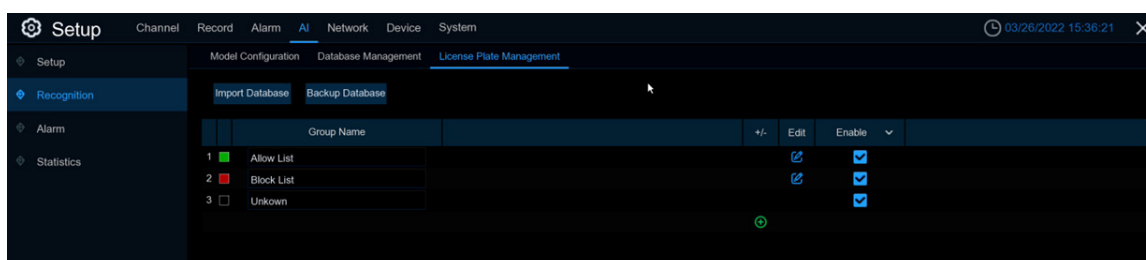 Setup Channel Record Alarm AI Network Device System 03/26/2022 15:36:21
Setup
Recognition
Alarm
Statistics
Model Configuration Database Management License Plate Management
Import Database Backup Database
Group Name +/- Edit Enable
1 Allow List
2 Block List
3 Unkown